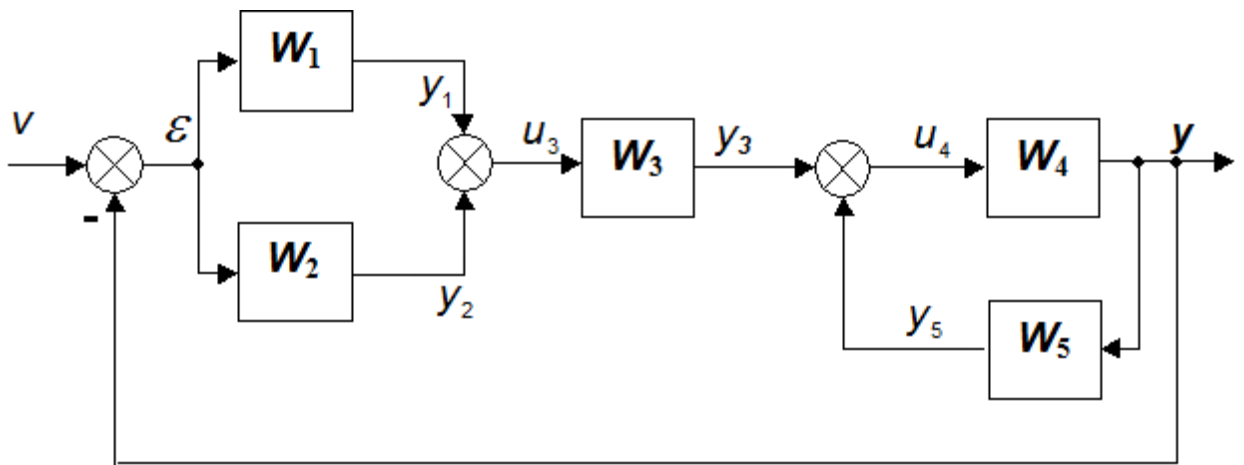 W₁
v
ε
y₁
u₃
W₃
y₃
u₄
W₄
y
-
W₂
y₂
y₅
W₅